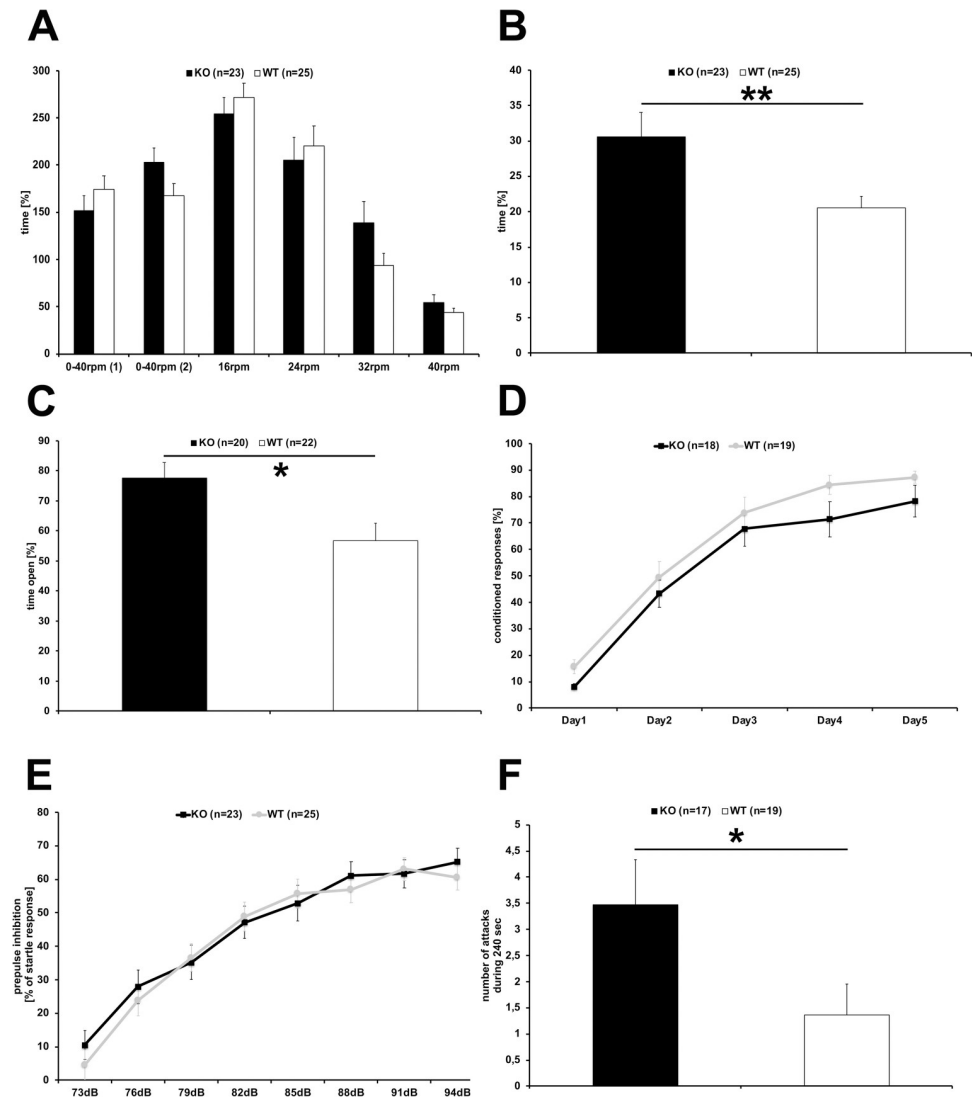 A
KO (n=23) WT (n=25)
300
250
200
150
100
50
0
time [%]
0-40rpm (1) 0-40rpm (2) 16rpm 24rpm 32rpm 40rpm
B
KO (n=23) WT (n=25)
**
40
35
30
25
20
15
10
5
0
time [%]
C
KO (n=20) WT (n=22)
*
90
80
70
60
50
40
30
20
10
0
time open [%]
D
KO (n=18) WT (n=19)
100
90
80
70
60
50
40
30
20
10
0
conditioned responses [%]
Day1 Day2 Day3 Day4 Day5
E
KO (n=23) WT (n=25)
80
70
60
50
40
30
20
10
0
prepulse inhibition
[% of startle response]
73dB 76dB 79dB 82dB 85dB 88dB 91dB 94dB
F
KO (n=17) WT (n=19)
*
5
4,5
4
3,5
3
2,5
2
1,5
1
0,5
0
number of attacks
during 240 sec